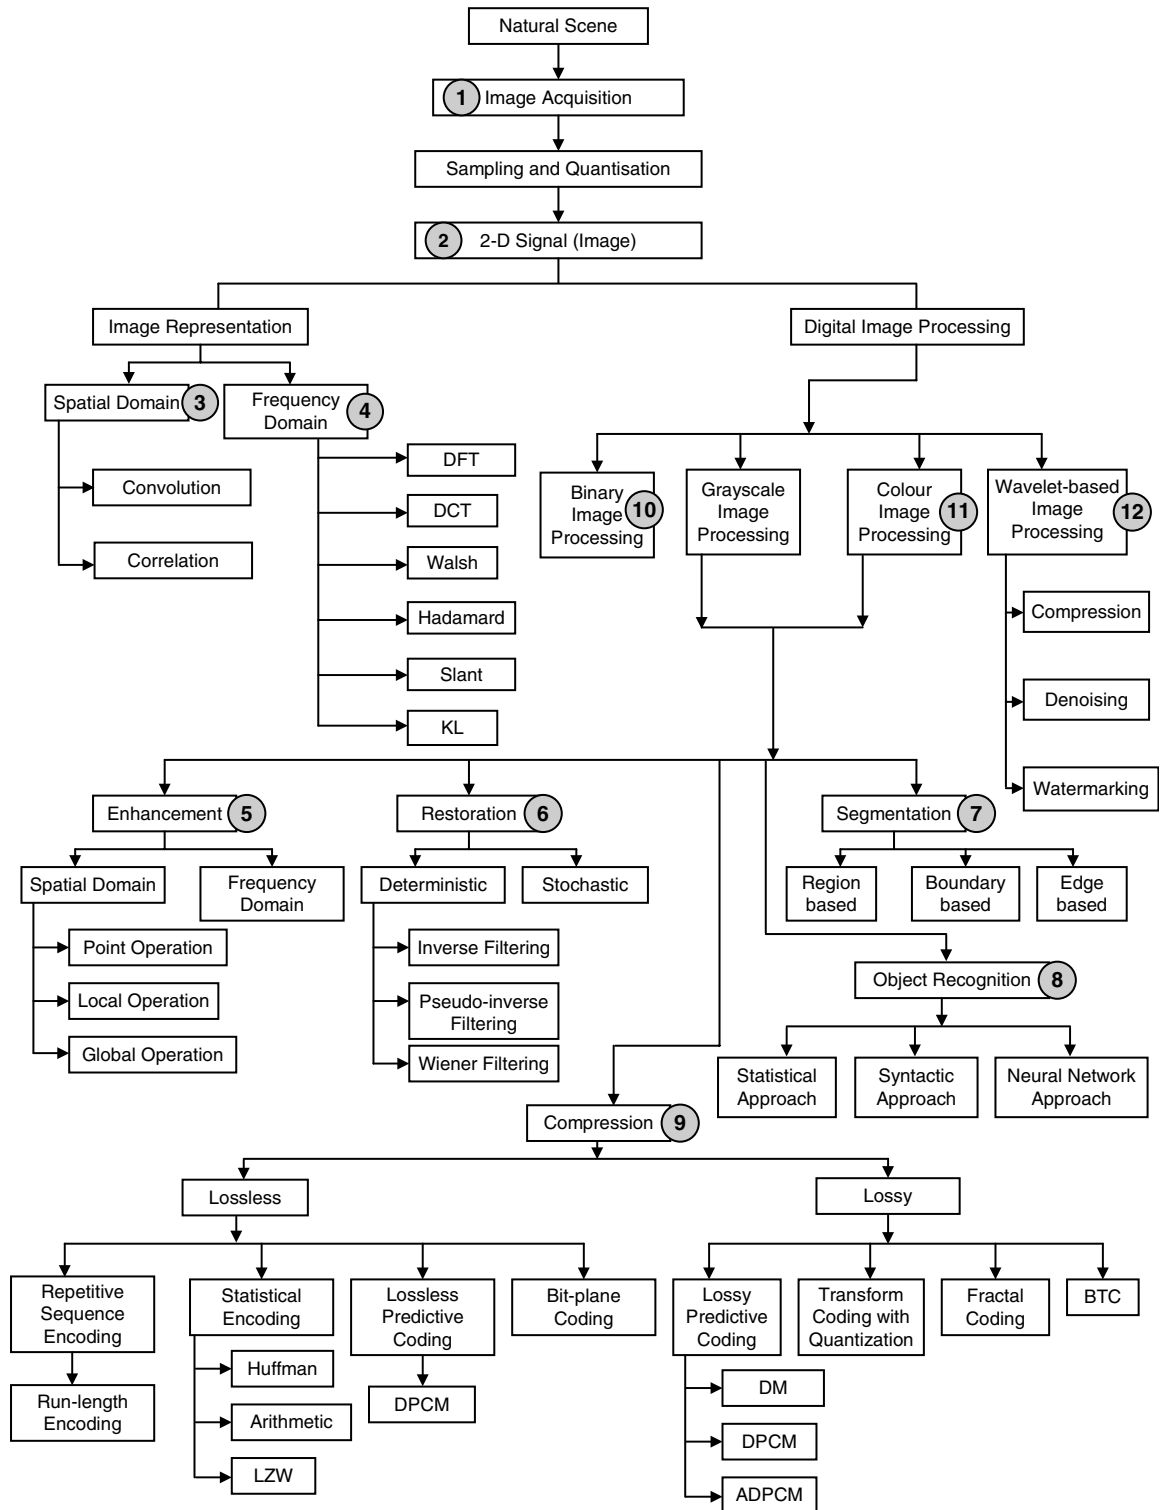 Natural Scene
1 Image Acquisition
Sampling and Quantisation
2 2-D Signal (Image)
Image Representation
Digital Image Processing
Spatial Domain 3
Frequency
Domain
4
Convolution
Correlation
DFT
DCT
Walsh
Hadamard
Slant
KL
Binary
Image
Processing
10
Grayscale
Image
Processing
Colour
Image
Processing
11
Wavelet-based
Image
Processing
12
Compression
Denoising
Watermarking
Enhancement 5
Restoration 6
Segmentation 7
Spatial Domain
Frequency
Domain
Point Operation
Local Operation
Global Operation
Deterministic
Stochastic
Inverse Filtering
Pseudo-inverse
Filtering
Wiener Filtering
Region
based
Boundary
based
Edge
based
Object Recognition 8
Statistical
Approach
Syntactic
Approach
Neural Network
Approach
Compression 9
Lossless
Lossy
Repetitive
Sequence
Encoding
Run-length
Encoding
Statistical
Encoding
Huffman
Arithmetic
LZW
Lossless
Predictive
Coding
DPCM
Bit-plane
Coding
Lossy
Predictive
Coding
DM
DPCM
ADPCM
Transform
Coding with
Quantization
Fractal
Coding
BTC